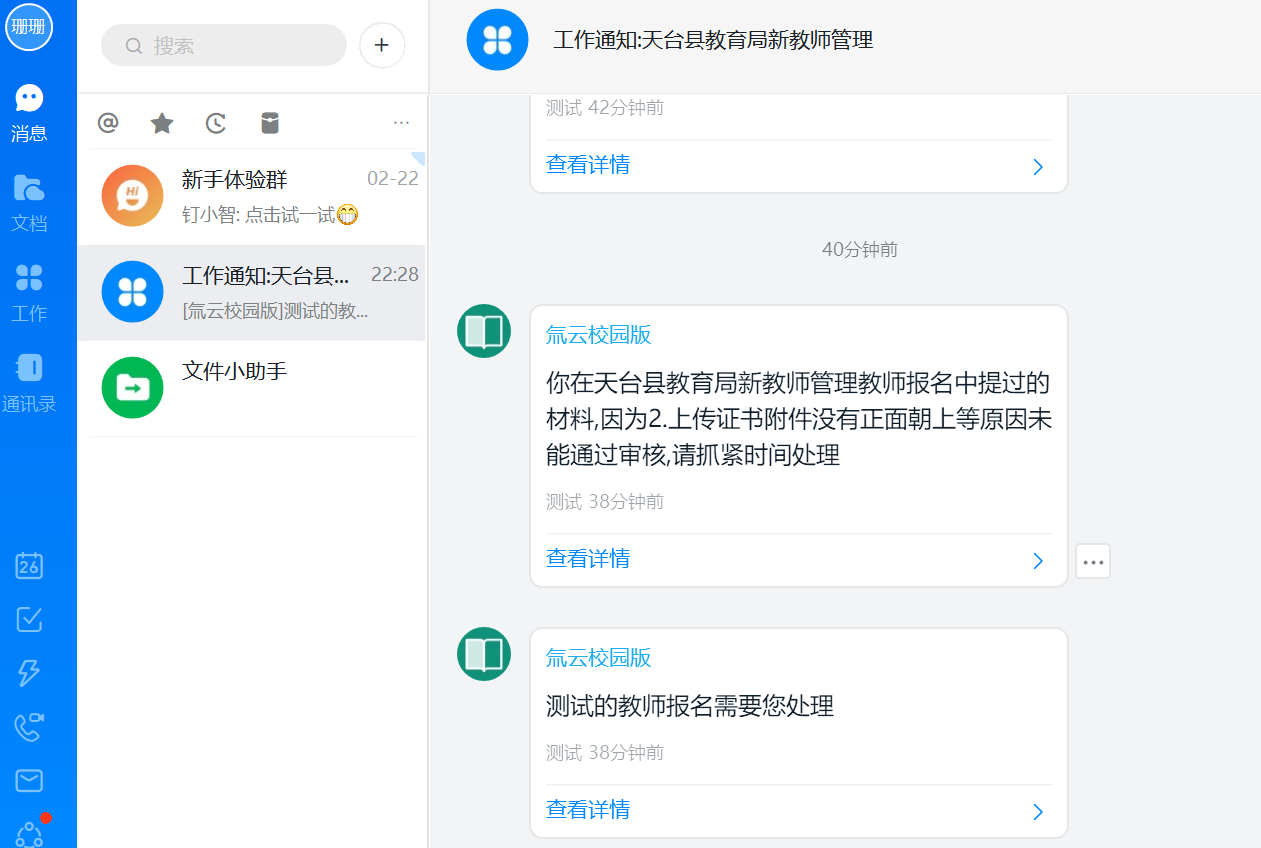 珊珊
消息
文档
工作
通讯录
26
搜索
新手体验群
02-22
钉小智: 点击试一试
工作通知:天台县...
22:28
[氚云校园版]测试的教...
文件小助手
工作通知:天台县教育局新教师管理
测试 42分钟前
查看详情
40分钟前
氚云校园版
你在天台县教育局新教师管理教师报名中提过的
材料,因为2.上传证书附件没有正面朝上等原因未
能通过审核,请抓紧时间处理
测试 38分钟前
查看详情
氚云校园版
测试的教师报名需要您处理
测试 38分钟前
查看详情